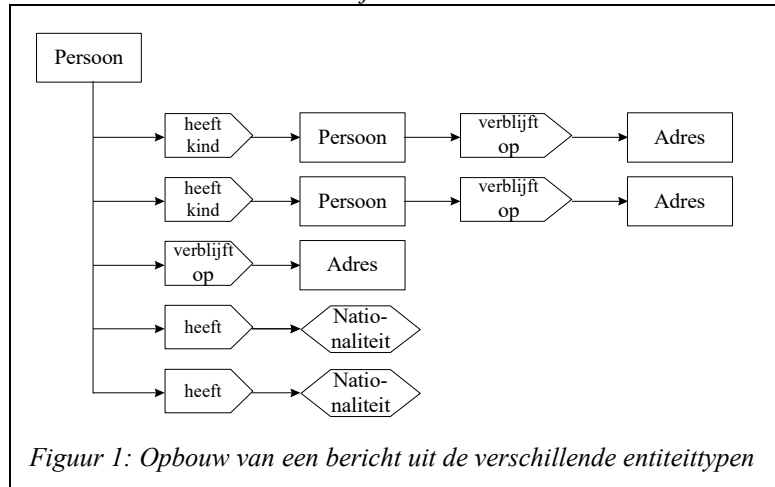 Persoon
heeft
kind
Persoon
verblijft
op
Adres
heeft
kind
Persoon
verblijft
op
Adres
verblijft
op
Adres
heeft
Natio-
naliteit
heeft
Natio-
naliteit
Figuur 1: Opbouw van een bericht uit de verschillende entiteittypen